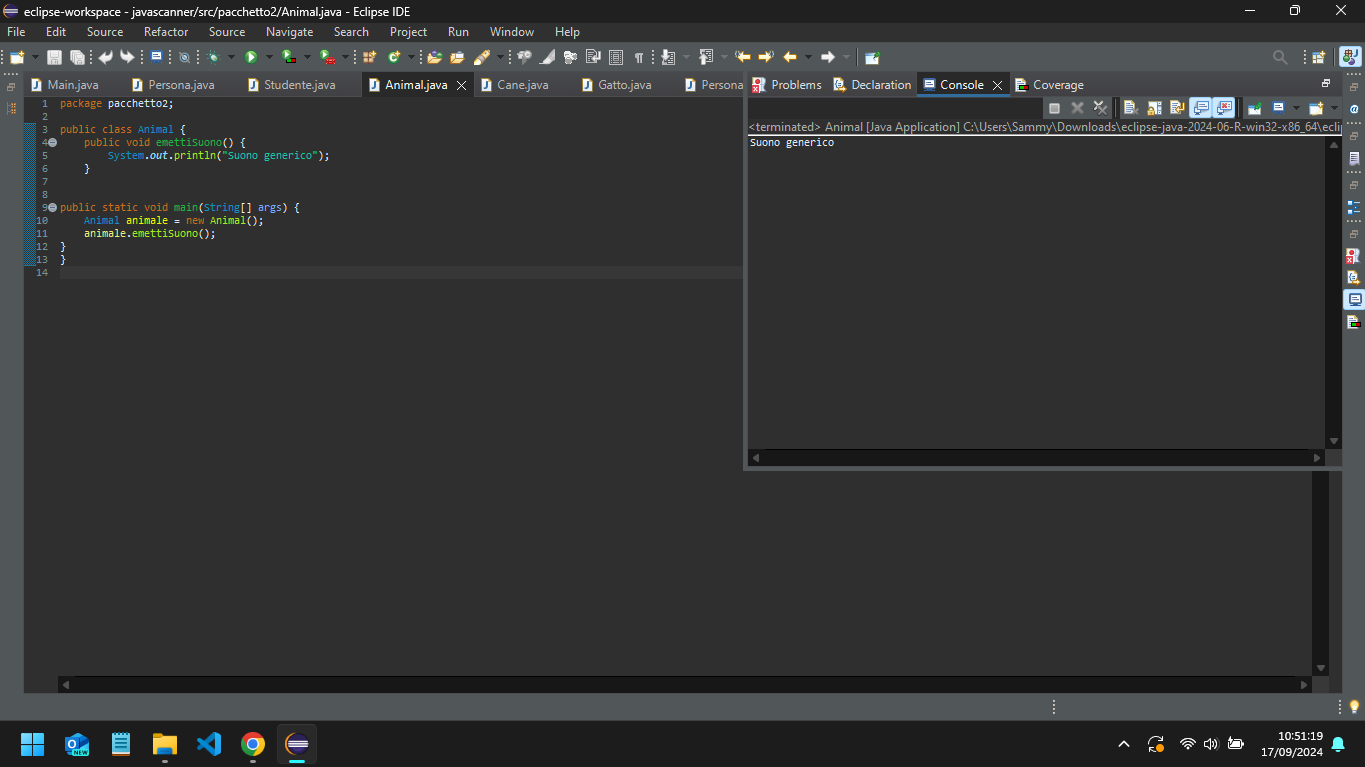 eclipse-workspace - javascanner/src/pacchetto2/Animal.java - Eclipse IDE
File Edit Source Refactor Source Navigate Search Project Run Window Help
Main.java Persona.java Studente.java Animal.java Cane.java Gatto.java Persona
Problems Declaration Console Coverage
<terminated> Animal [Java Application] C:\Users\Sammy\Downloads\eclipse-java-2024-06-R-win32-x86_64\ecli
Suono generico
1 package pacchetto2;
2
3 public class Animal {
4 public void emettiSuono() {
5 System.out.println("Suono generico");
6 }
7
8
9 public static void main(String[] args) {
10 Animal animale = new Animal();
11 animale.emettiSuono();
12 }
13 }
14
NEW
10:51:19
17/09/2024